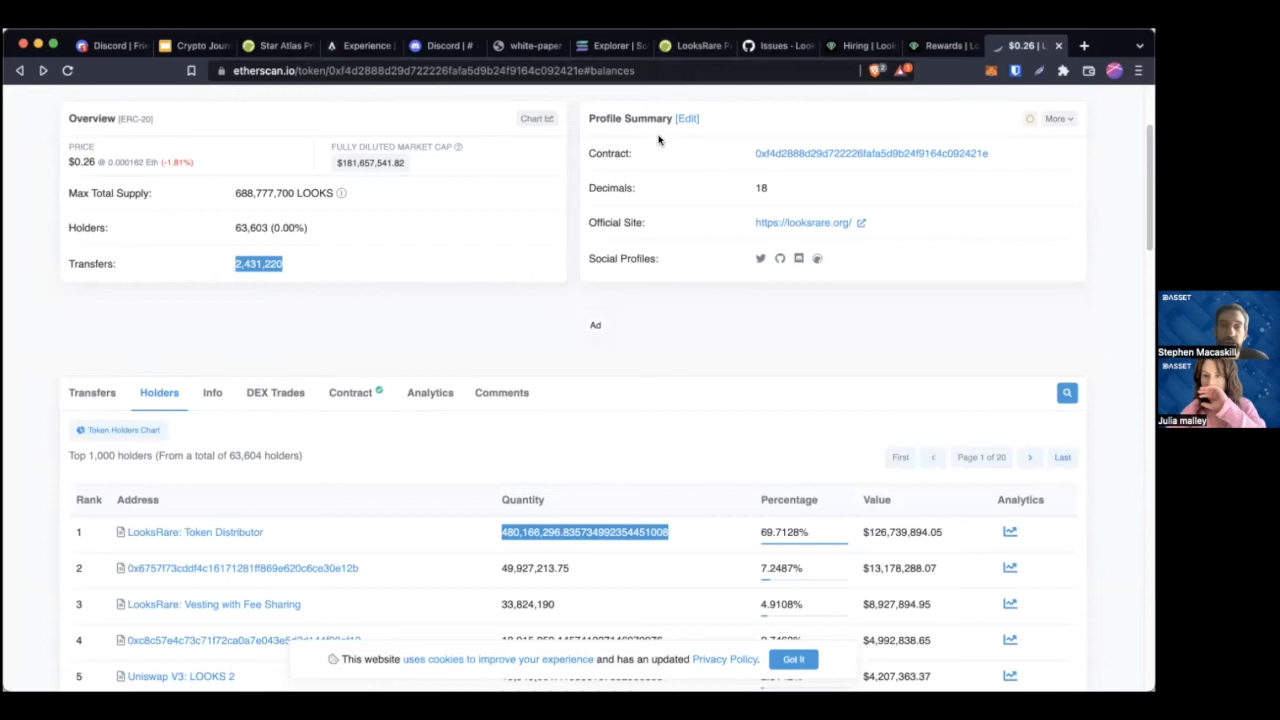 Discord | Frie
Crypto Jour
Star Atlas Pr
Experience |
Discord | #
white-paper
Explorer | So
LooksRare P
Issues · Look
Hiring | Look
Rewards | Lo
$0.26 | L
etherscan.io/token/0xf4d2888d29d722226fafa5d9b24f9164c092421e#balances
Overview [ERC-20]
Chart
PRICE
$0.26 @ 0.000162 Eth (-1.81%)
FULLY DILUTED MARKET CAP
$181,657,541.82
Max Total Supply:
688,777,700 LOOKS
Holders:
63,603 (0.00%)
Transfers:
2,431,220
Profile Summary [Edit]
More
Contract:
0xf4d2888d29d722226fafa5d9b24f9164c092421e
Decimals:
18
Official Site:
https://looksrare.org/
Social Profiles:
Ad
Transfers
Holders
Info
DEX Trades
Contract
Analytics
Comments
Token Holders Chart
Top 1,000 holders (From a total of 63,604 holders)
First
Page 1 of 20
Last
Rank Address Quantity Percentage Value Analytics
1 LooksRare: Token Distributor 480,166,296.835734992354451008 69.7128% $126,739,894.05
2 0x6757f73cddf4c16171281ff869e620c6ce30e12b 49,927,213.75 7.2487% $13,178,288.07
3 LooksRare: Vesting with Fee Sharing 33,824,190 4.9108% $8,927,894.95
4 $4,992,838.65
5 Uniswap V3: LOOKS 2 $4,207,363.37
This website uses cookies to improve your experience and has an updated Privacy Policy.
Got It
ASSET
Stephen Macaskill
ASSET
Julia malley